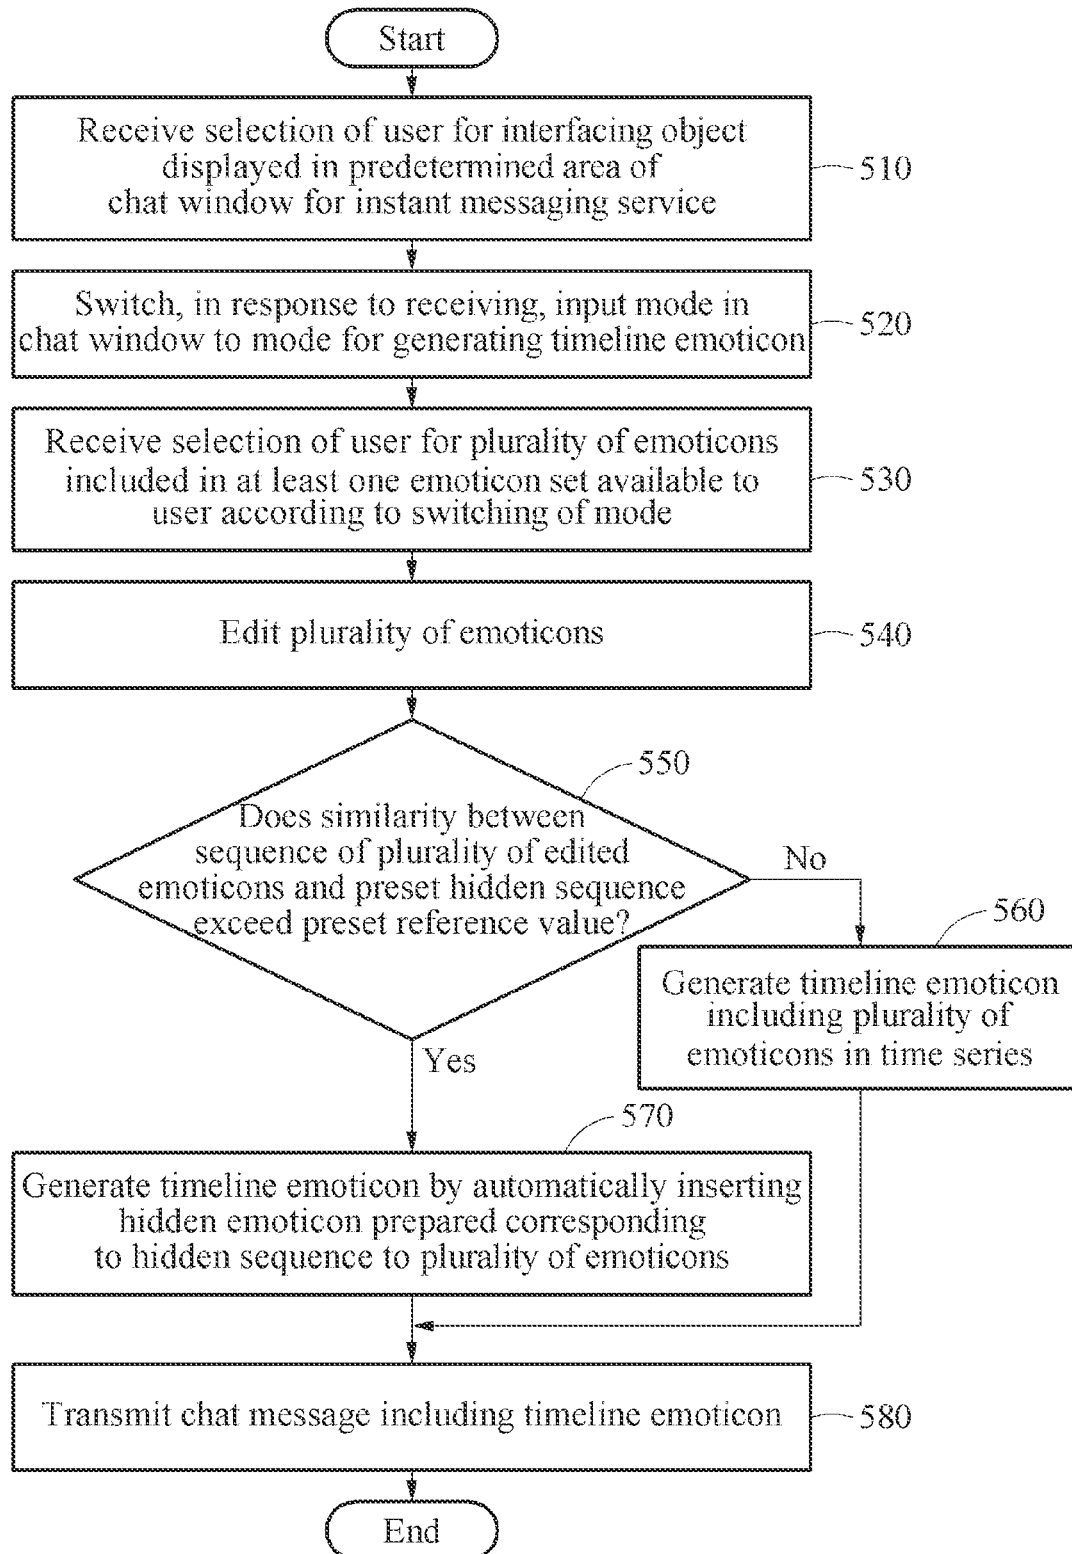 Start
Receive selection of user for interfacing object
displayed in predetermined area of
chat window for instant messaging service
510
Switch, in response to receiving, input mode in
chat window to mode for generating timeline emoticon
520
Receive selection of user for plurality of emoticons
included in at least one emoticon set available to
user according to switching of mode
530
Edit plurality of emoticons
540
550
Does similarity between
sequence of plurality of edited
emoticons and preset hidden sequence
exceed preset reference value?
No
560
Generate timeline emoticon
including plurality of
emoticons in time series
Yes
570
Generate timeline emoticon by automatically inserting
hidden emoticon prepared corresponding
to hidden sequence to plurality of emoticons
Transmit chat message including timeline emoticon
580
End